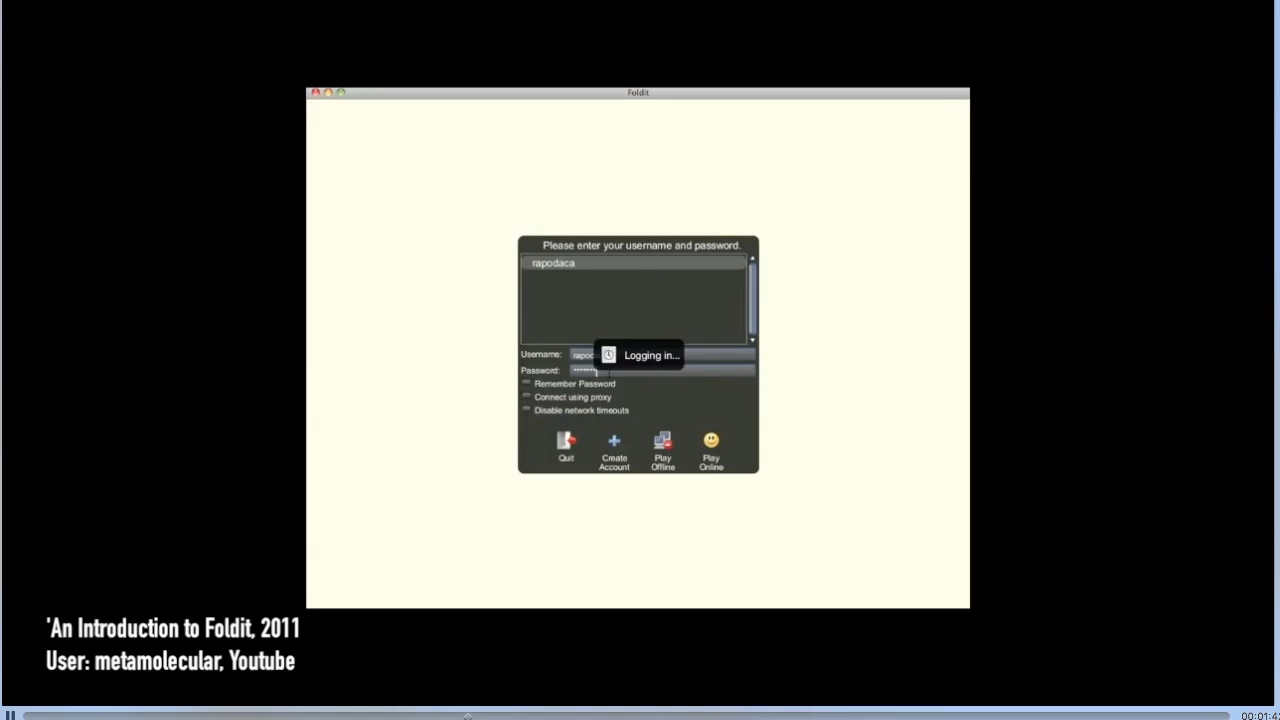 Foldit
Please enter your username and password.
rapodaca
Username:
Logging in...
Password: *******
Remember Password
Connect using proxy
Disable network timeouts
Quit
Create
Account
Play
Offline
Play
Online
'An Introduction to Foldit, 2011
User: metamolecular, Youtube